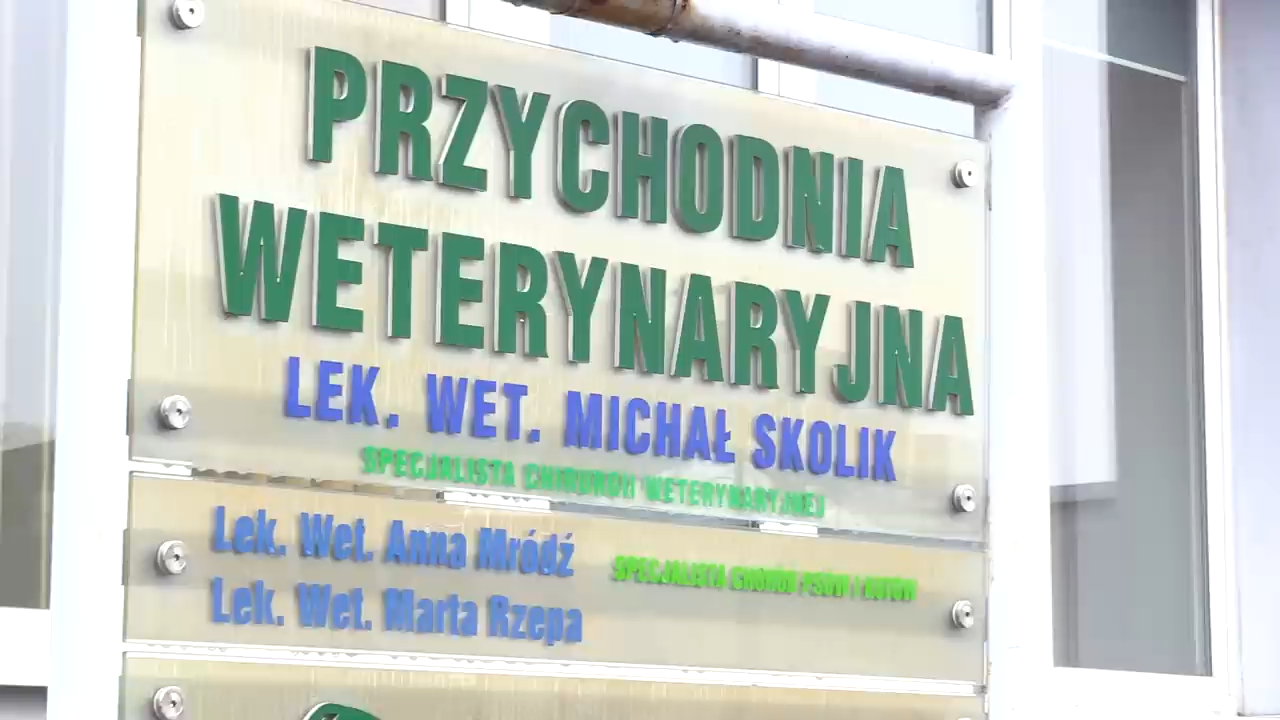 PRZYCHODNIA
WETERYNARYJNA
LEK. WET. MICHAŁ SKOLIK
SPECJALISTA CHIRURGII WETERYNARYJNEJ
Lek. Wet. Anna Mródź SPECJALISTA CHORÓB PSÓW I KOTÓW
Lek. Wet. Marta Rzepa